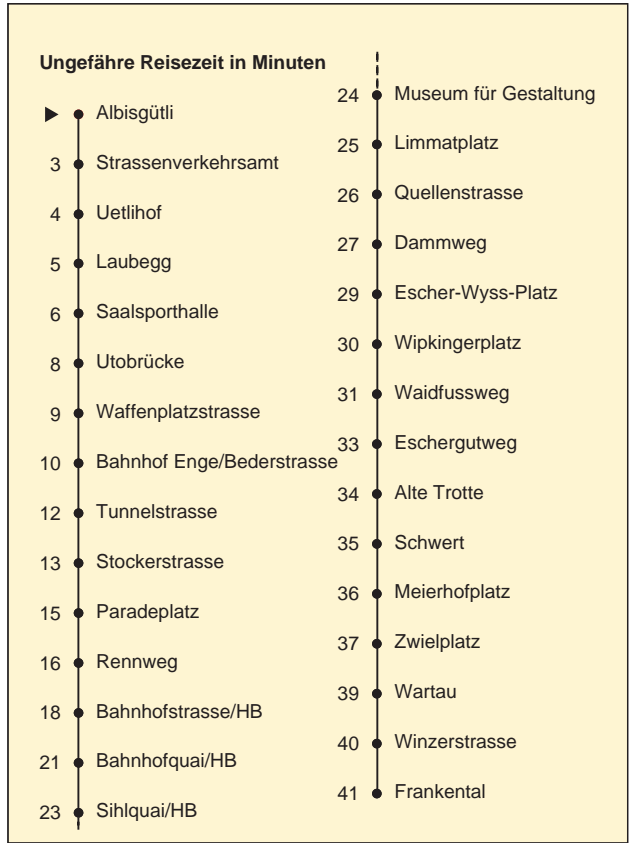 Ungefähre Reisezeit in Minuten
Albisgütli
3 Strassenverkehrsamt
4 Uetlihof
5 Laubegg
6 Saalsporthalle
8 Utobrücke
9 Waffenplatzstrasse
10 Bahnhof Enge/Bederstrasse
12 Tunnelstrasse
13 Stockerstrasse
15 Paradeplatz
16 Rennweg
18 Bahnhofstrasse/HB
21 Bahnhofquai/HB
23 Sihlquai/HB
24 Museum für Gestaltung
25 Limmatplatz
26 Quellenstrasse
27 Dammweg
29 Escher-Wyss-Platz
30 Wipkingerplatz
31 Waidfussweg
33 Eschergutweg
34 Alte Trotte
35 Schwert
36 Meierhofplatz
37 Zwielplatz
39 Wartau
40 Winzerstrasse
41 Frankental